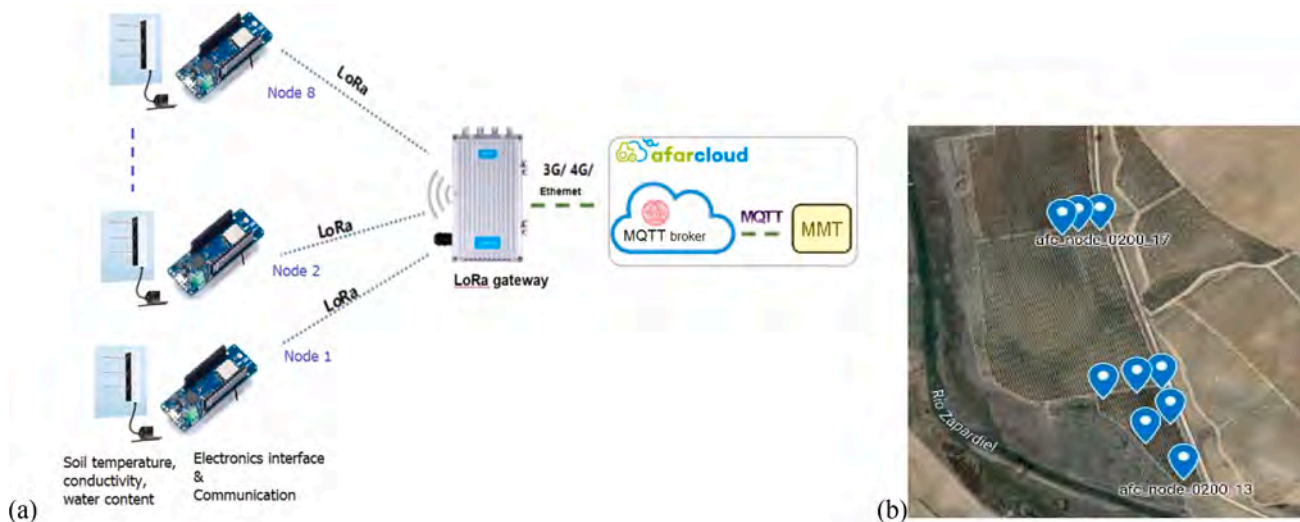 LoRa
Node 8
LoRa
Node 2
LoRa
Node 1
LoRa gateway
3G/ 4G/
Ethernet
afarcloud
MQTT broker
MQTT
MMT
Soil temperature,
conductivity,
water content
Electronics interface
&
Communication
(a)
afc_node_0200_17
Río Zapardiel
afc_node_0200_13
(b)